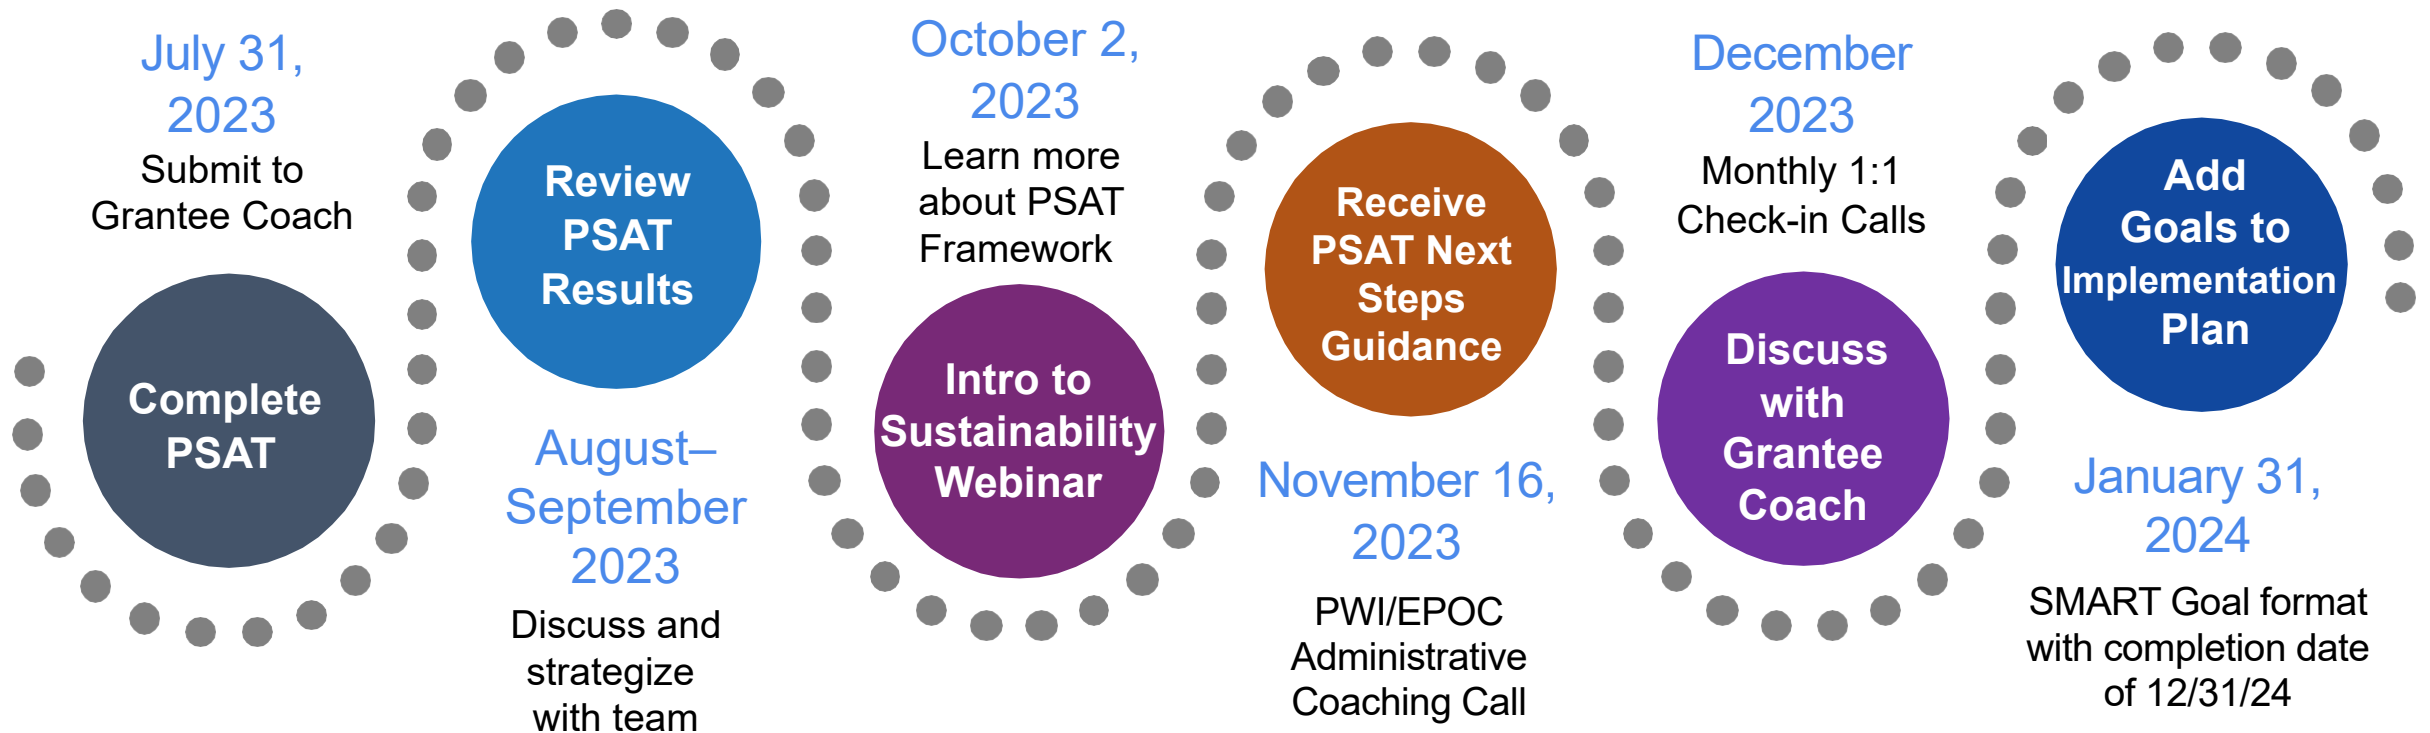 July 31,
2023
Submit to
Grantee Coach
Complete
PSAT
Review
PSAT
Results
August–
September
2023
Discuss and
strategize
with team
October 2,
2023
Learn more
about PSAT
Framework
Intro to
Sustainability
Webinar
Receive
PSAT Next
Steps
Guidance
November 16,
2023
PWI/EPOC
Administrative
Coaching Call
December
2023
Monthly 1:1
Check-in Calls
Discuss
with
Grantee
Coach
Add
Goals to
Implementation
Plan
January 31,
2024
SMART Goal format
with completion date
of 12/31/24